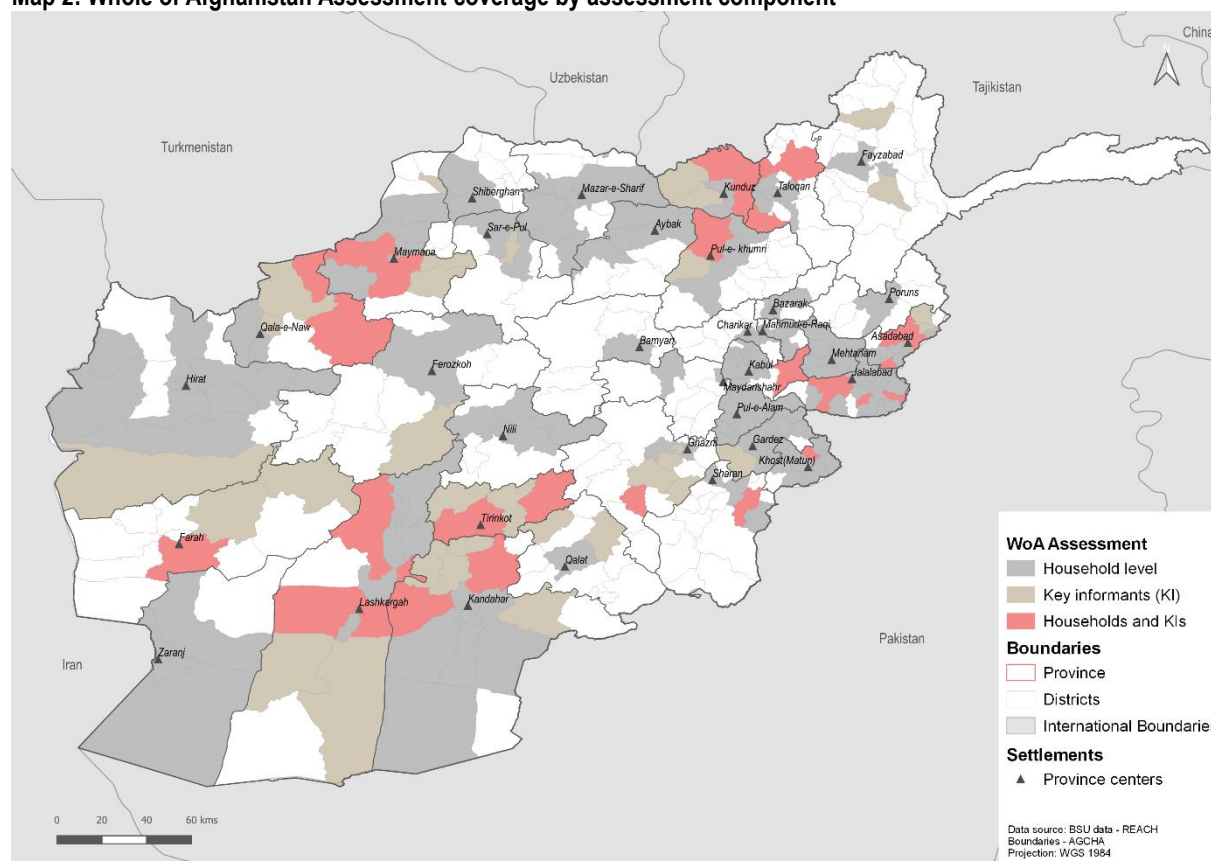 Map 2: Whole of Afghanistan Assessment coverage by assessment component
China
Uzbekistan
Tajikistan
Turkmenistan
Fayzabad
Shiberghan
Mazar-e-Sharif
Kunduz
Taloqan
Sar-e-Pul
Aybak
Maymana
Pul-e- khumri
Poruns
Bazarak
Qala-e-Naw
Charikar
Mahmud-e-Raqi
Asadabad
Bamyan
Mehtarlam
Ferozkoh
Kabul
Jalalabad
Hirat
Maydanshahr
Pul-e-Alam
Nili
Gardez
Ghazni
Khost(Matun)
Sharan
Tirinkot
Farah
Qalat
Lashkargah
Kandahar
Zaranj
Iran
Pakistan
WoA Assessment
Household level
Key informants (KI)
Households and KIs
Boundaries
Province
Districts
International Boundaries
Settlements
Province centers
0 20 40 60 kms
Data source: BSU data - REACH
Boundaries - AGCHA
Projection: WGS 1984